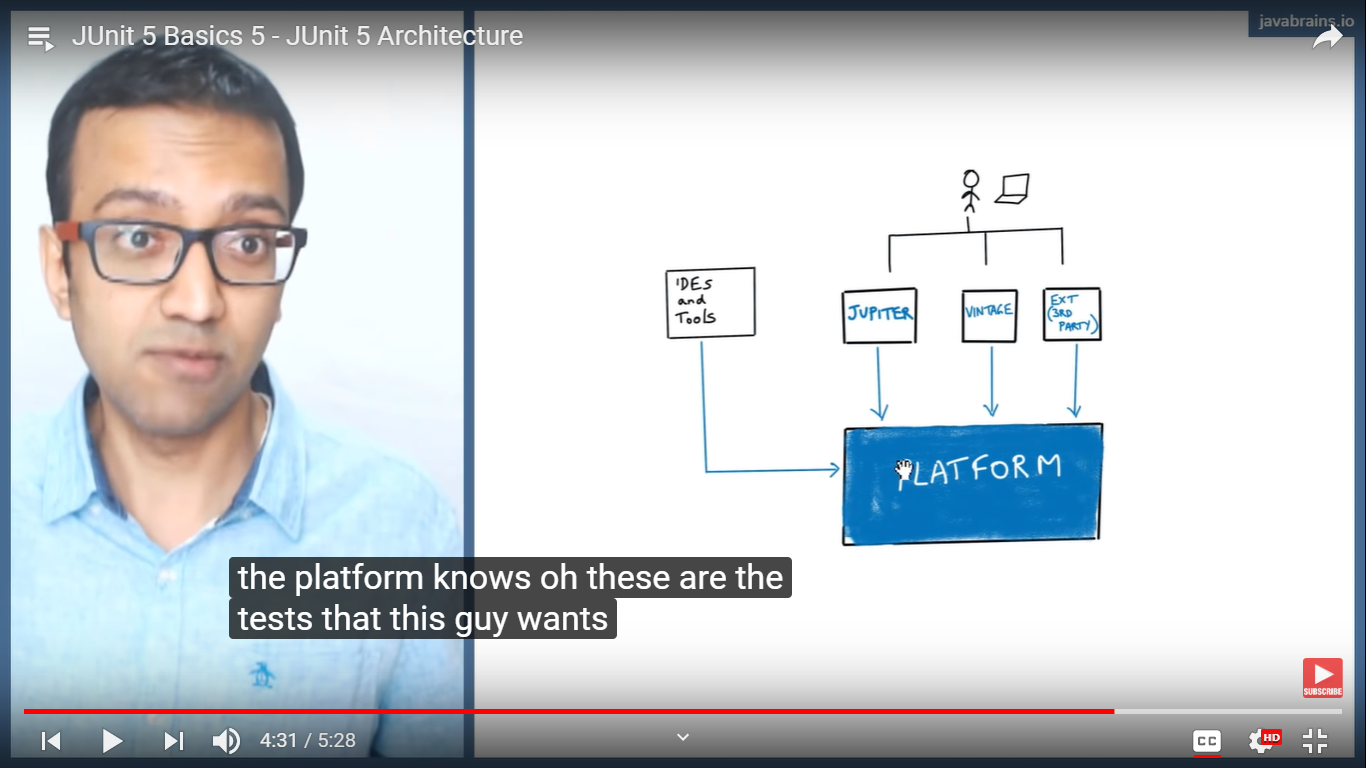 JUnit 5 Basics 5 - JUnit 5 Architecture
javabrains.io
IDEs
and
Tools
JUPITER
VINTAGE
EXT
(3RD
PARTY)
PLATFORM
the platform knows oh these are the
tests that this guy wants
SUBSCRIBE
4:31 / 5:28
CC
HD